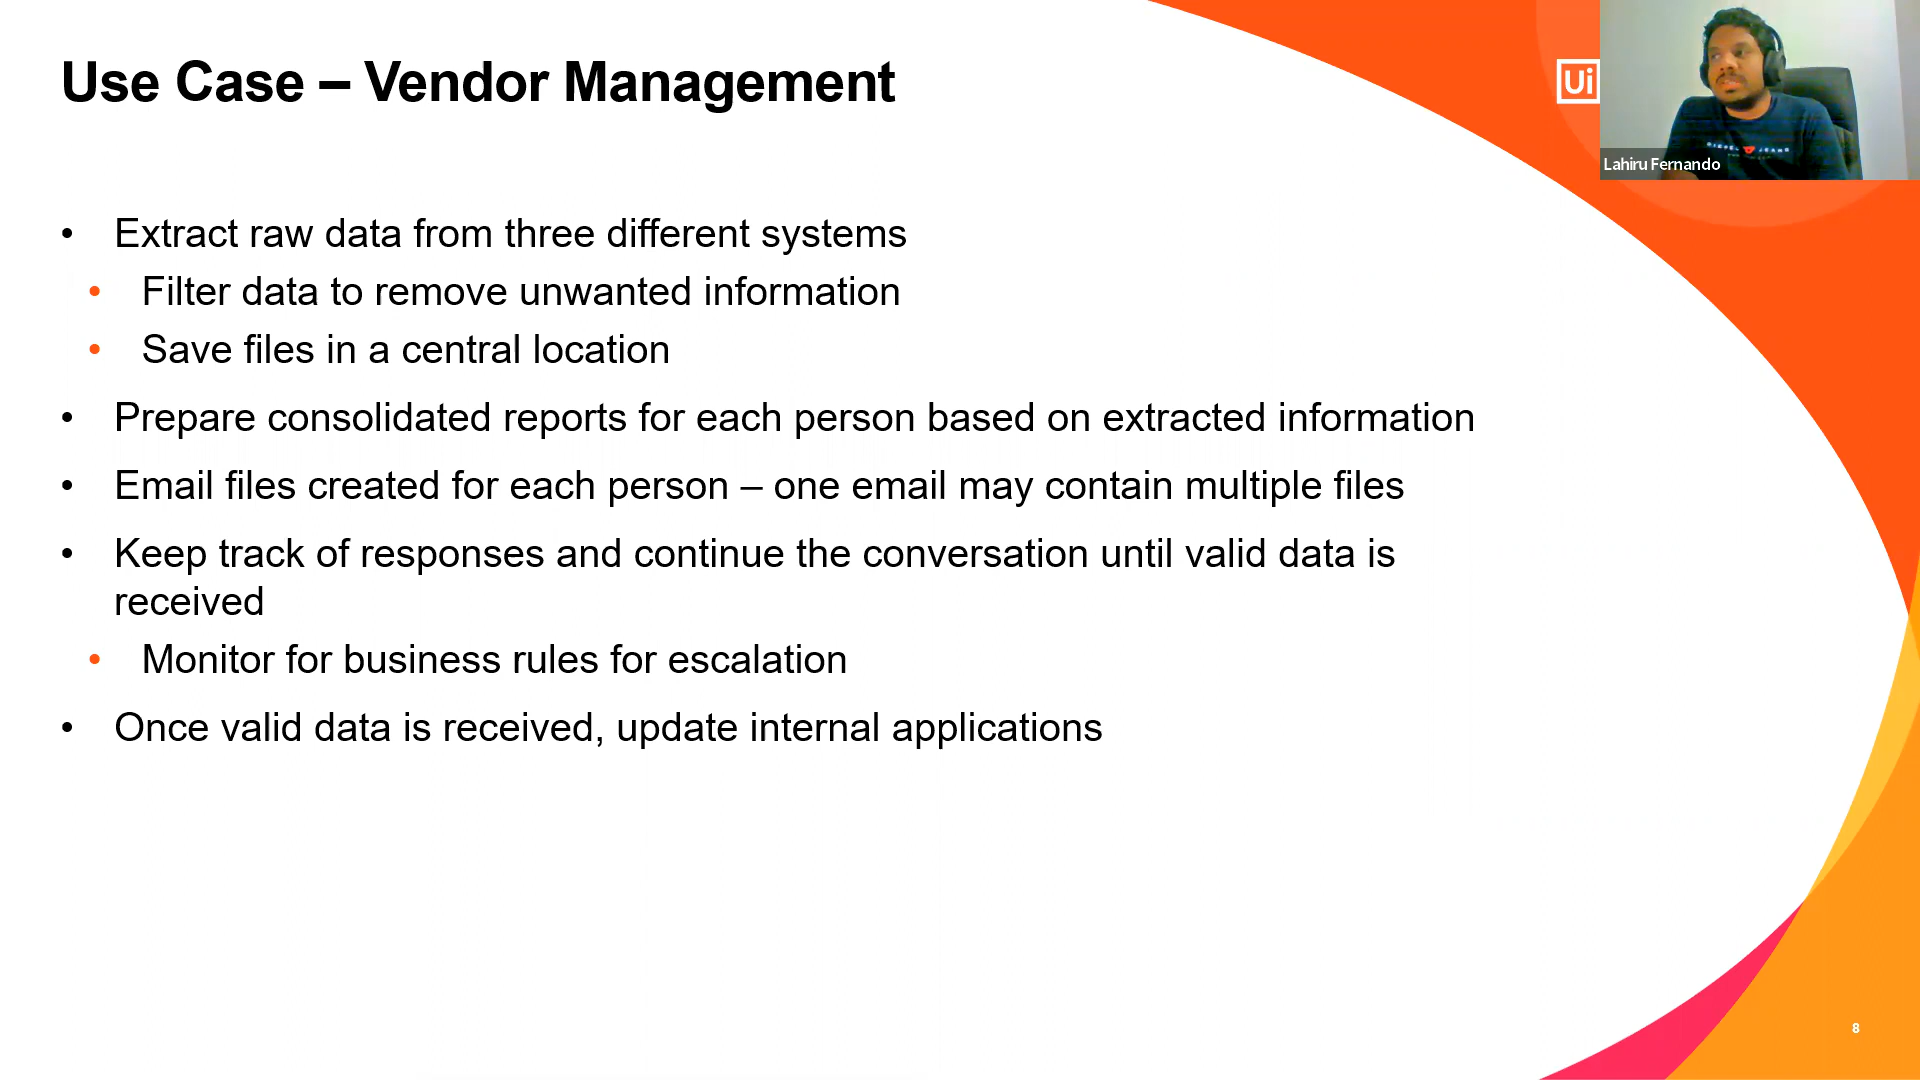 Use Case – Vendor Management
Ui
Lahiru Fernando
• Extract raw data from three different systems
• Filter data to remove unwanted information
• Save files in a central location
• Prepare consolidated reports for each person based on extracted information
• Email files created for each person – one email may contain multiple files
• Keep track of responses and continue the conversation until valid data is
received
• Monitor for business rules for escalation
• Once valid data is received, update internal applications
8